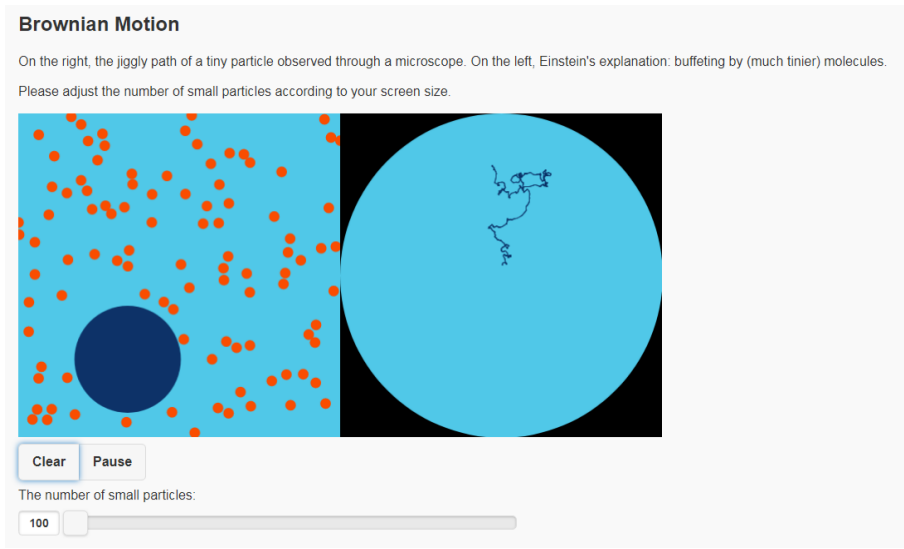 Brownian Motion
On the right, the jiggly path of a tiny particle observed through a microscope. On the left, Einstein's explanation: buffeting by (much tinier) molecules.
Please adjust the number of small particles according to your screen size.
Clear Pause
The number of small particles:
100